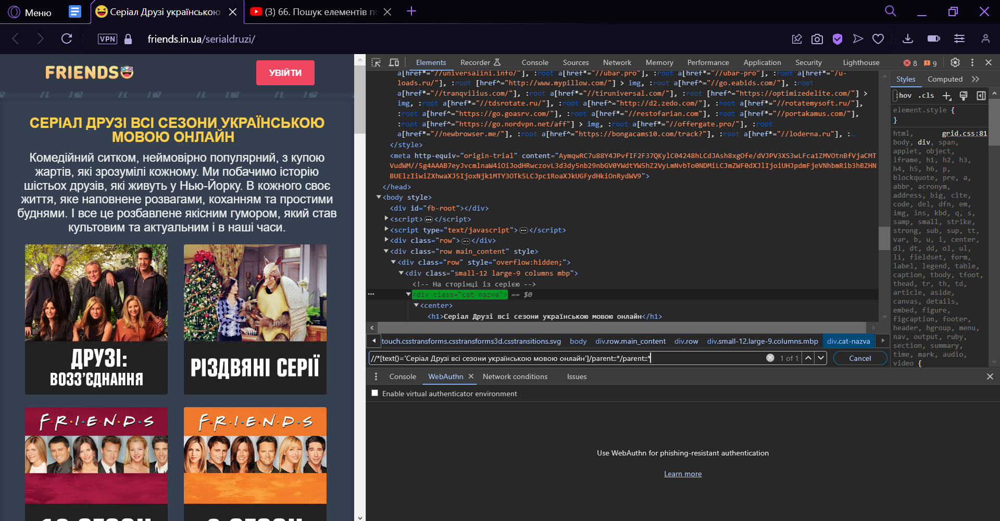 Меню
Серіал Друзі українською
(3) 66. Пошук елементів по
VPN
friends.in.ua/serialdruzi/
FRIENDS
УВІЙТИ
СЕРІАЛ ДРУЗІ ВСІ СЕЗОНИ УКРАЇНСЬКОЮ
МОВОЮ ОНЛАЙН
Комедійний ситком, неймовірно популярний, з купою
жартів, які зрозумілі кожному. Ми побачимо історію
шістьох друзів, які живуть у Нью-Йорку. В кожного своє
життя, яке наповнене розвагами, коханням та простими
буднями. І все це розбавлене якісним гумором, який став
культовим та актуальним і в наші часи.
ДРУЗІ:
ВОЗЗ'ЄДНАННЯ
РІЗДВЯНІ СЕРІЇ
F·R·I·E·N·D·S
F·R·I·E·N·D·S
Elements Recorder Console Sources Network Memory Performance Application Security Lighthouse 8 9
a[href*="//universalini.info/"], :root a[href*="//ubar.pro"], :root a[href*="//ubar-pro"], :root a[href*="/u-
loads.ru/"], :root [href^="http://www.mypillow.com/"] > img, :root a[href^="//go.eabids.com/"], :root
a[href*="//tranqvilius.com/"], :root a[href*="//tiruniversal.com/"], :root [href^="https://optimizedelite.com/"] >
img, :root a[href*="//tdsrotate.ru/"], :root a[href^="http://d2.zedo.com/"], :root a[href*="//rotatemysoft.ru/"],
:root a[href^="https://go.goasrv.com/"], :root a[href*="//restofarian.com"], :root a[href*="//portakamus.com/"],
:root a[href^="https://go.nordvpn.net/aff"] > img, :root a[href*="//offergate.pro/"], :root
a[href*="//newbrowser.me/"], :root a[href^="https://bongacams10.com/track?"], :root a[href*="//loderna.ru"], :…
</style>
<meta http-equiv="origin-trial" content="AymqwRC7u88Y4JPvfIF2F37QKylC04248hLCdJAsh8xgOfe/dVJPV3XS3wLFca1ZMVOtnBfVjaCMT
VudWM//5g4AAAB7eyJvcmlnaW4iOiJodHRwczovL3d3dy5nb29nbGV0YWdtYW5hZ2VyLmNvbTo0NDMiLCJmZWF0dXJlIjoiUHJpdmFjeVNhbmRib3hBZHN
BUElzIiwiZXhwaXJ5IjoxNjk1MTY3OTk5LCJpc1RoaXJkUGFydHkiOnRydWV9">
</head>
<body style>
<div id="fb-root"></div>
<script>…</script>
<script type="text/javascript">…</script>
<div class="row">…</div>
<div class="row main_content" style>
<div class="row" style="overflow:hidden;">
<div class="small-12 large-9 columns mbp">
<!-- На сторінці із серією -->
<div class="cat-nazva"> == $0
<center>
<h1>Серіал Друзі всі сезони українською мовою онлайн</h1>
touch.csstransforms.csstransforms3d.csstransitions.svg body div.row.main_content div.row div.small-12.large-9.columns.mbp div.cat-nazva
//*[text()='Серіал Друзі всі сезони українською мовою онлайн']/parent::*/parent::* 1 of 1 Cancel
Console WebAuthn Network conditions Issues
Enable virtual authenticator environment
Use WebAuthn for phishing-resistant authentication
Learn more
Styles Computed
:hov .cls
element.style {
}
html, grid.css:81
body, div, span,
applet, object,
iframe, h1, h2, h3,
h4, h5, h6, p,
blockquote, pre, a,
abbr, acronym,
address, big, cite,
code, del, dfn, em,
img, ins, kbd, q, s,
samp, small, strike,
strong, sub, sup, tt,
var, b, u, i, center,
dl, dt, dd, ol, ul,
li, fieldset, form,
label, legend, table,
caption, tbody, tfoot,
thead, tr, th, td,
article, aside,
canvas, details,
embed, figure,
figcaption, footer,
header, hgroup, menu,
nav, output, ruby,
section, summary,
time, mark, audio,
video {